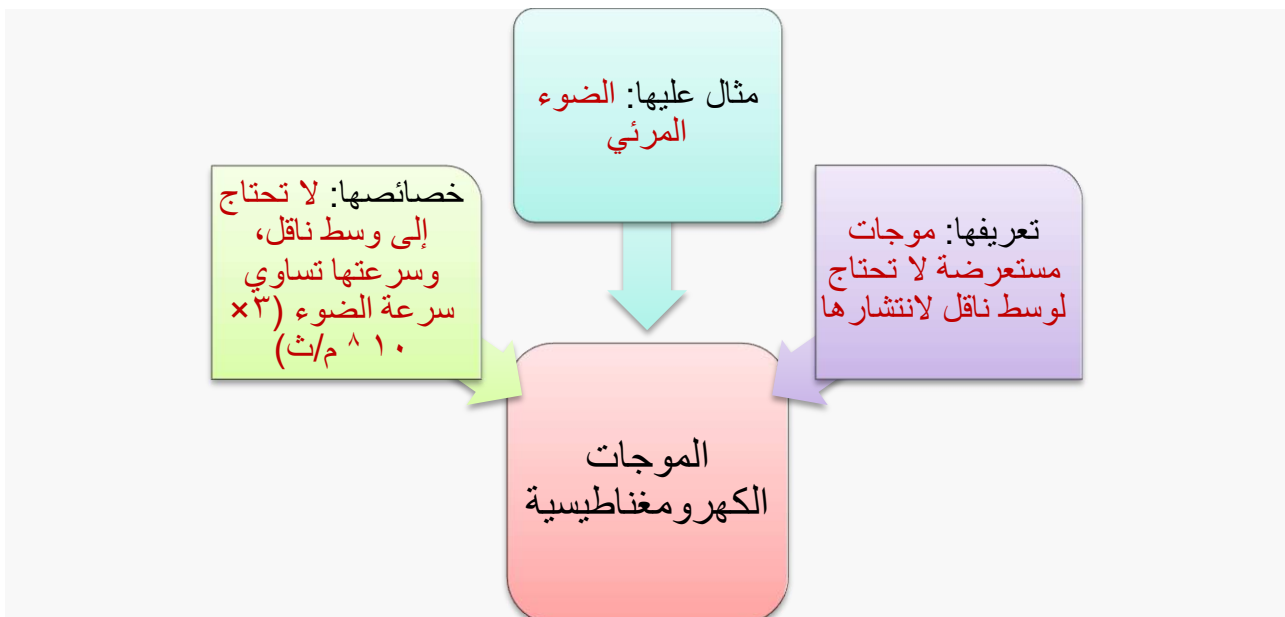 مثال عليها: الضوء
المرئي
تعريفها: موجات
مستعرضة لا تحتاج
لوسط ناقل لانتشارها
خصائصها: لا تحتاج
إلى وسط ناقل،
وسرعتها تساوي
سرعة الضوء (٣×
١٠ ^ م/ث)
الموجات
الكهرومغناطيسية